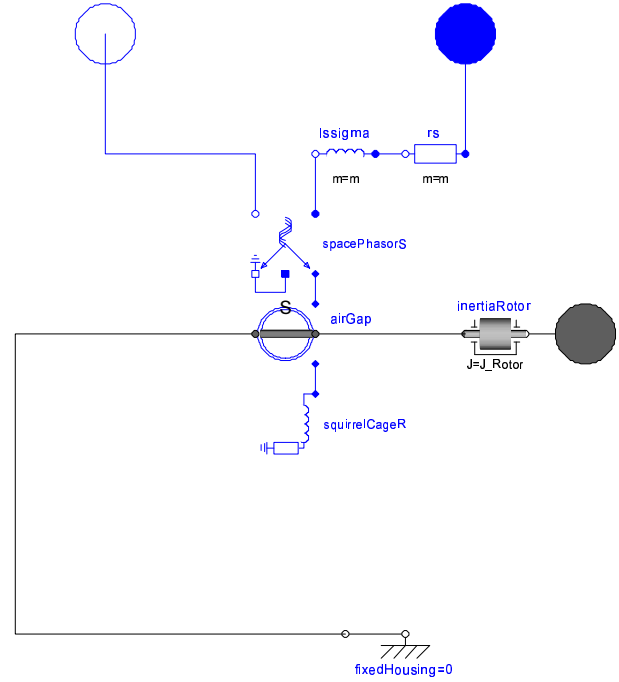 lssigma
rs
m=m
m=m
spacePhasorS
S
airGap
inertiaRotor
J=J_Rotor
squirrelCageR
fixedHousing=0